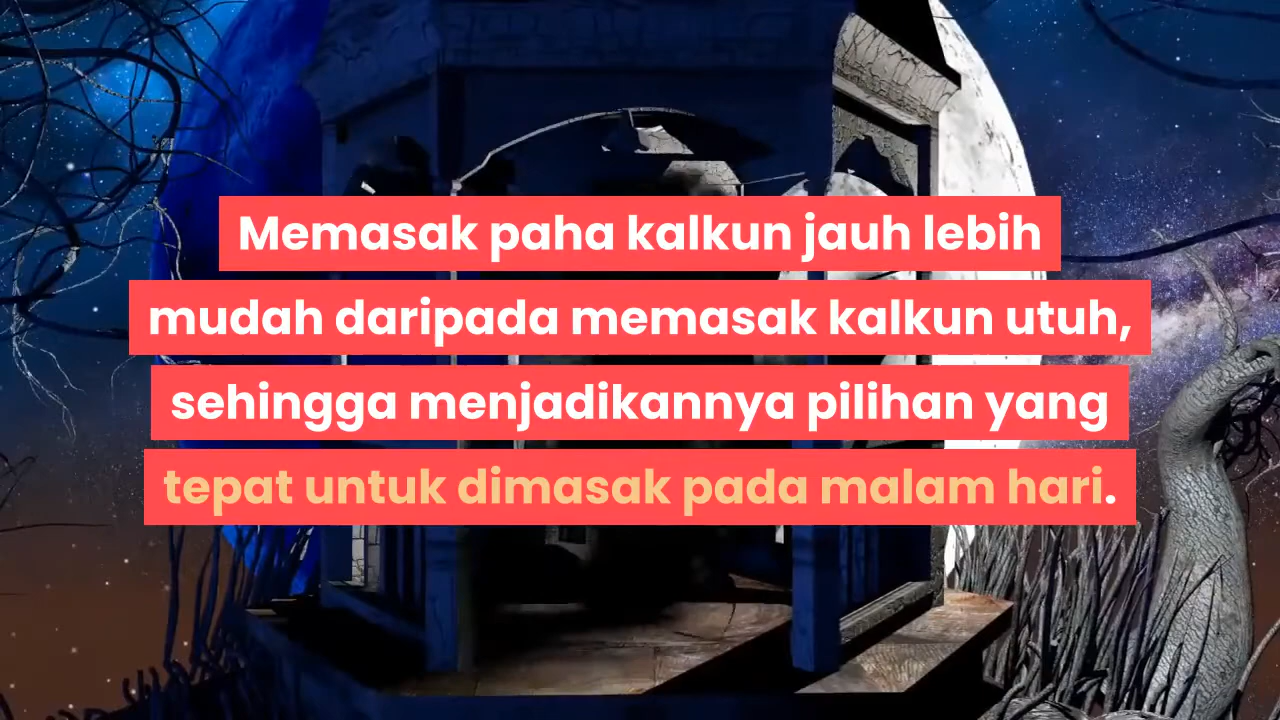 Memasak paha kalkun jauh lebih
mudah daripada memasak kalkun utuh,
sehingga menjadikannya pilihan yang
tepat untuk dimasak pada malam hari.